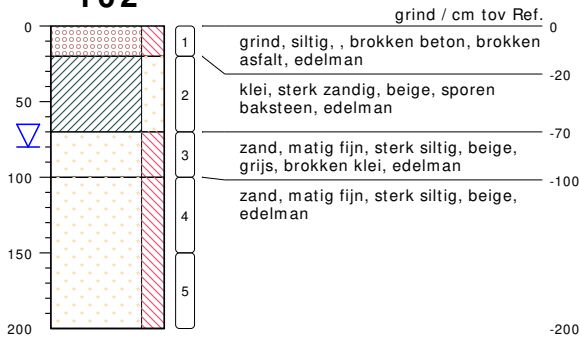 grind / cm tov Ref.
0
0
1
grind, siltig, , brokken beton, brokken
asfalt, edelman
-20
2
klei, sterk zandig, beige, sporen
baksteen, edelman
50
-70
3
zand, matig fijn, sterk siltig, beige,
grijs, brokken klei, edelman
100
-100
4
zand, matig fijn, sterk siltig, beige,
edelman
150
5
200
-200